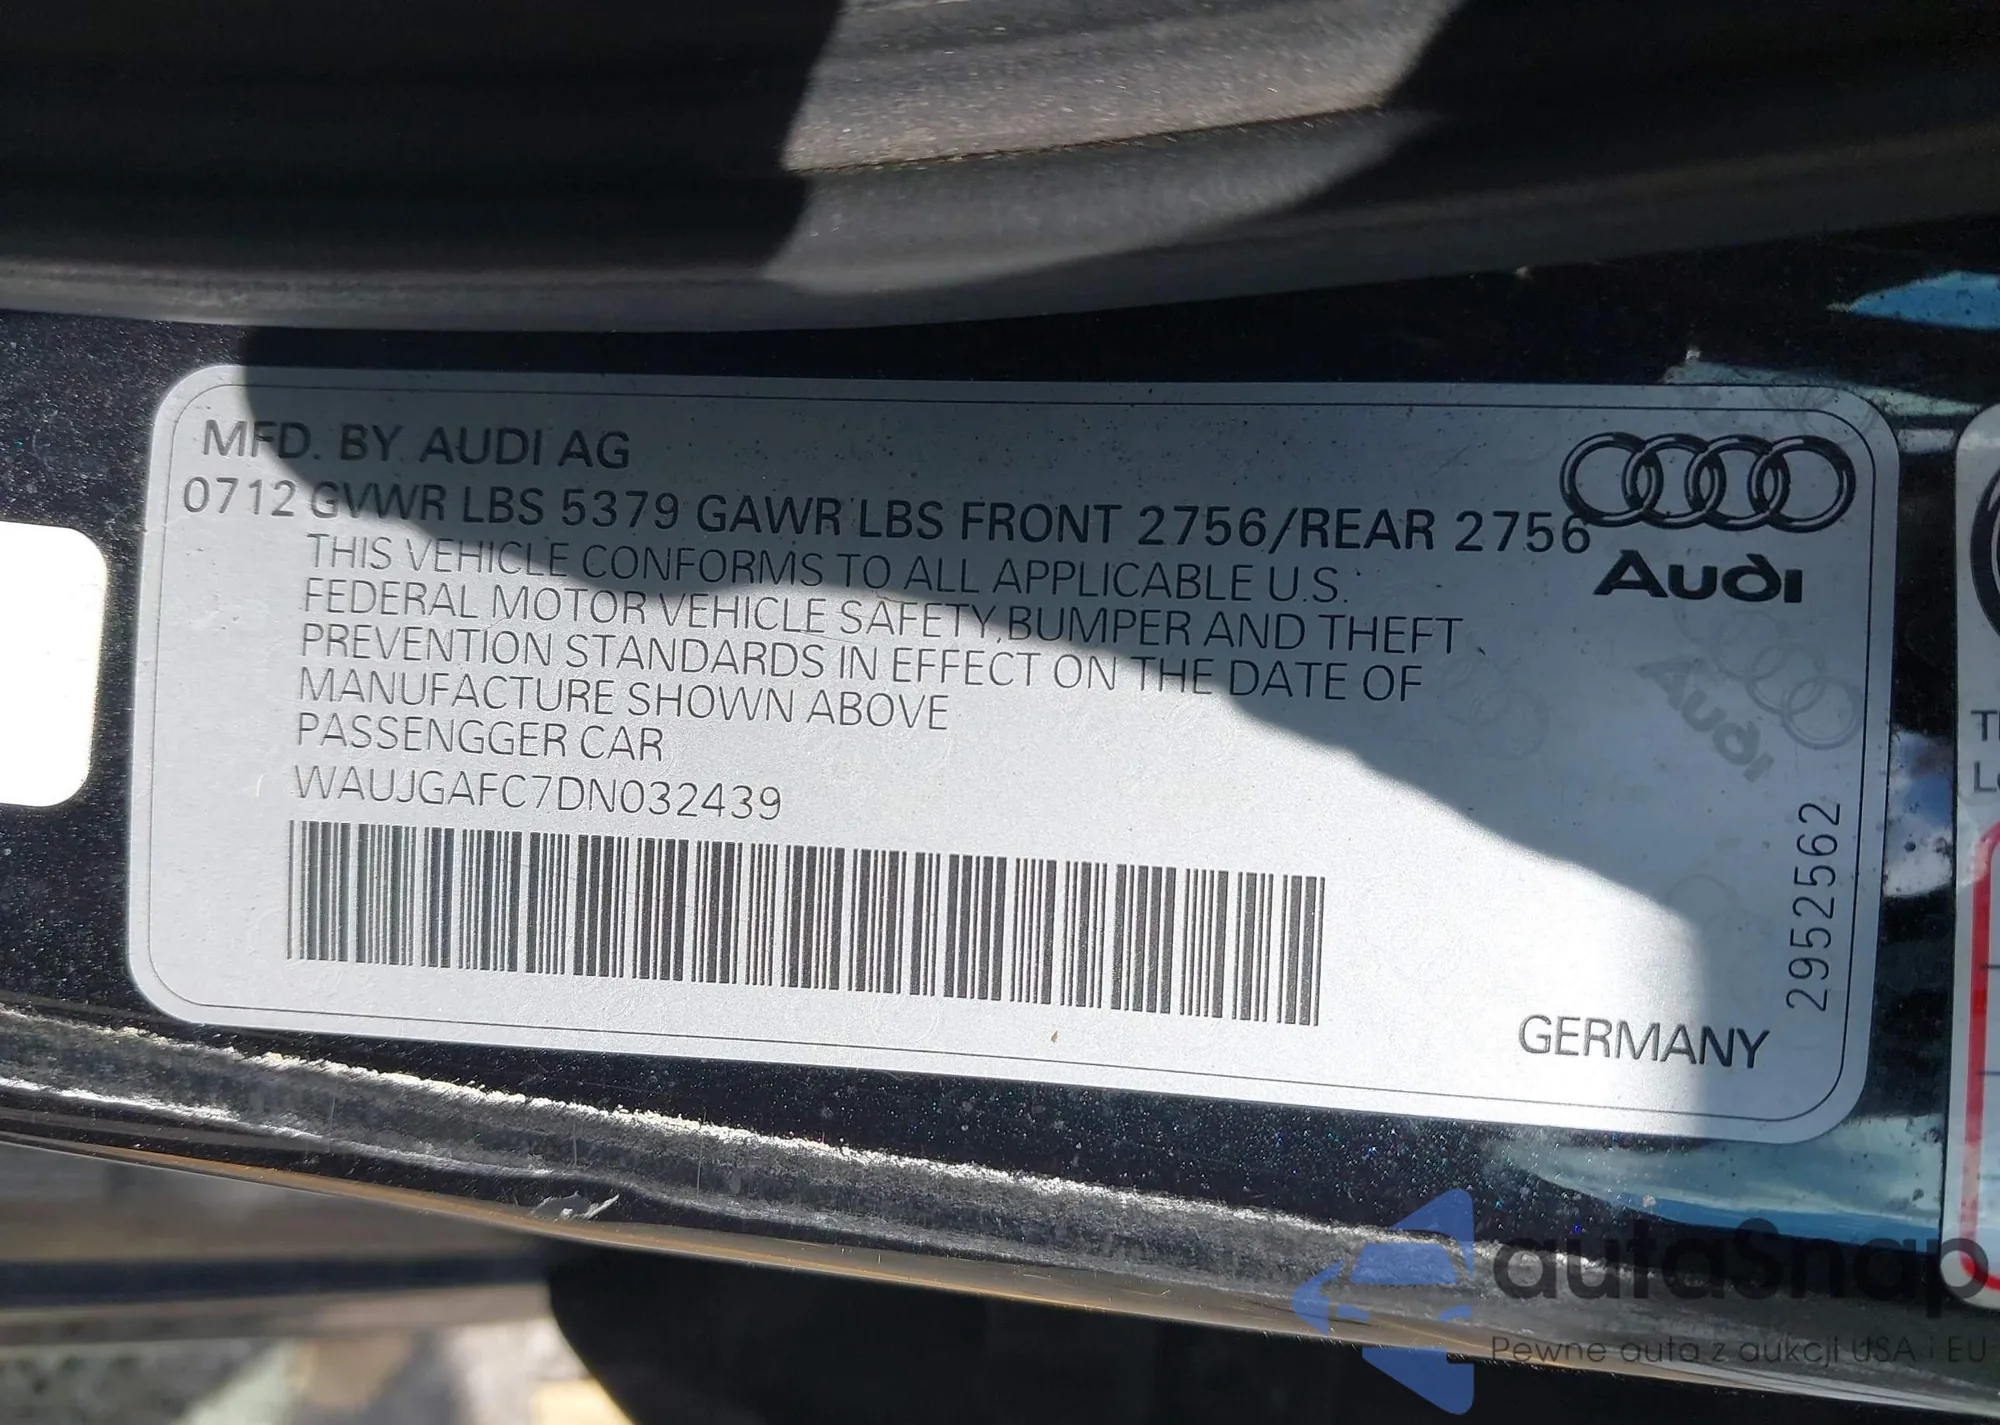 MFD. BY AUDI AG
0712 GVWR LBS 5379 GAWR LBS FRONT 2756/REAR 2756
THIS VEHICLE CONFORMS TO ALL APPLICABLE U.S.
FEDERAL MOTOR VEHICLE SAFETY,BUMPER AND THEFT
PREVENTION STANDARDS IN EFFECT ON THE DATE OF
MANUFACTURE SHOWN ABOVE
PASSENGGER CAR
WAUJGAFC7DN032439
Audi
Audi
2952562
GERMANY
autaSnap
Pewne auta z aukcji USA i EU